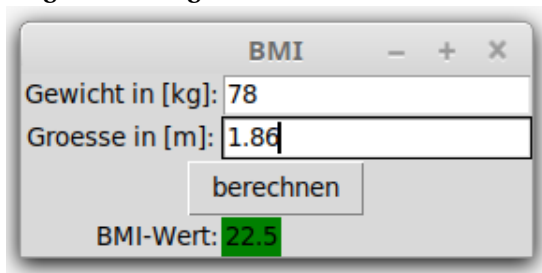 BMI
Gewicht in [kg]: 78
Groesse in [m]: 1.86
berechnen
BMI-Wert: 22.5